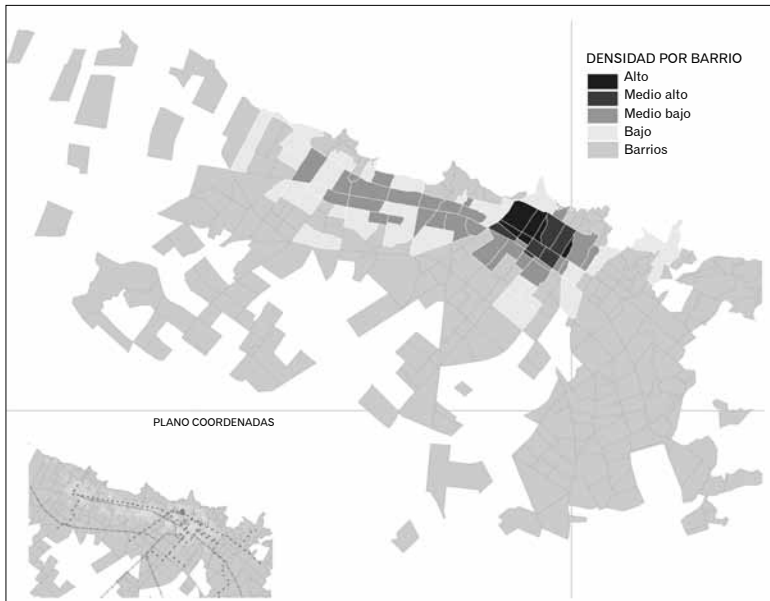 DENSIDAD POR BARRIO
Alto
Medio alto
Medio bajo
Bajo
Barrios
PLANO COORDENADAS